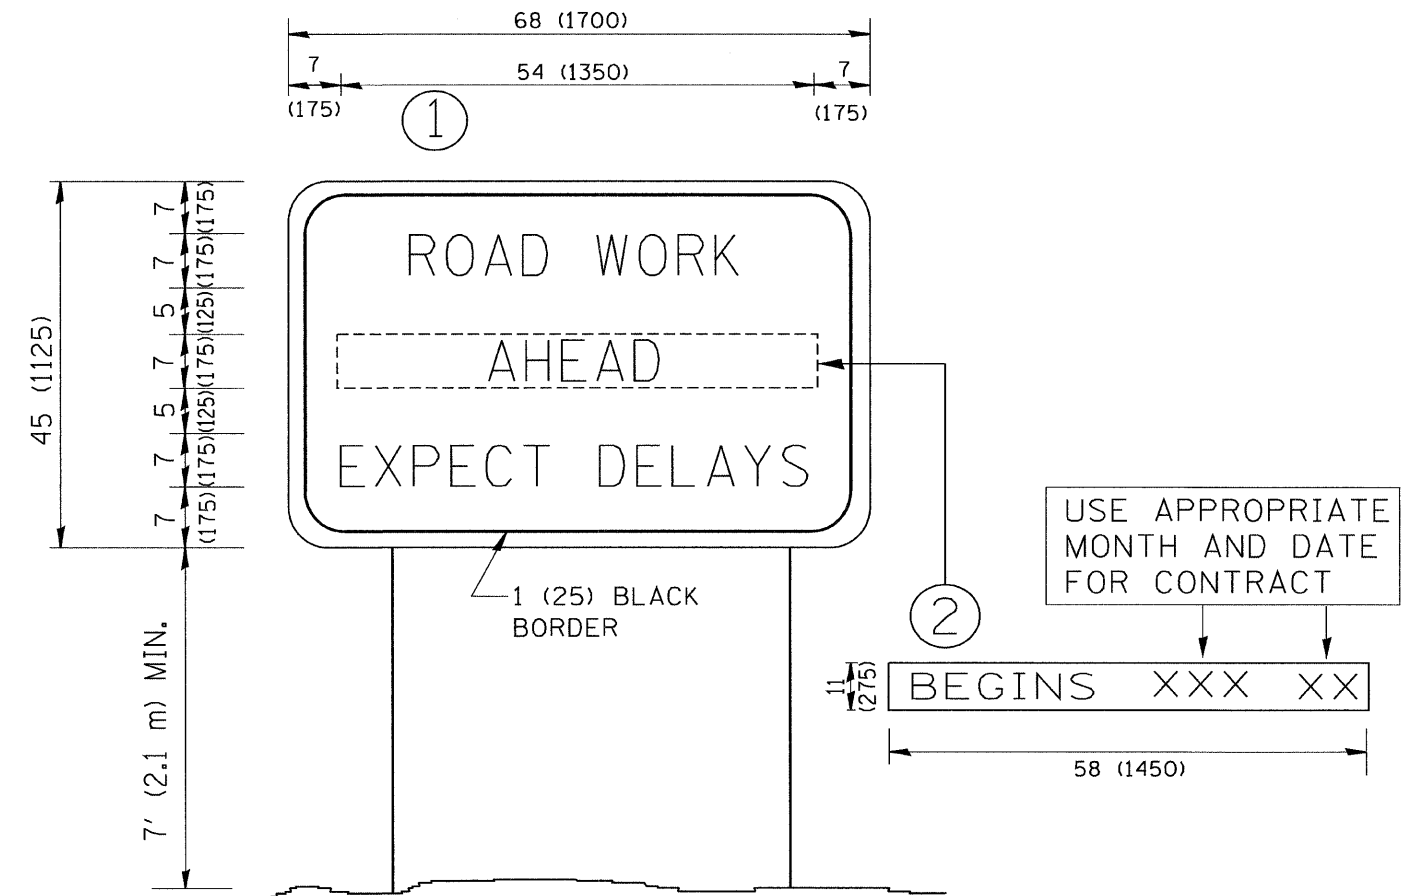 68 (1700)
7
54 (1350)
7
(175)
(175)
1
45 (1125)
7
(175)
7
(175)
5
(125)
7
(175)
5
(125)
7
(175)
7
(175)
ROAD WORK
AHEAD
EXPECT DELAYS
1 (25) BLACK
BORDER
7' (2.1 m) MIN.
2
USE APPROPRIATE
MONTH AND DATE
FOR CONTRACT
11
(275)
BEGINS XXX XX
58 (1450)